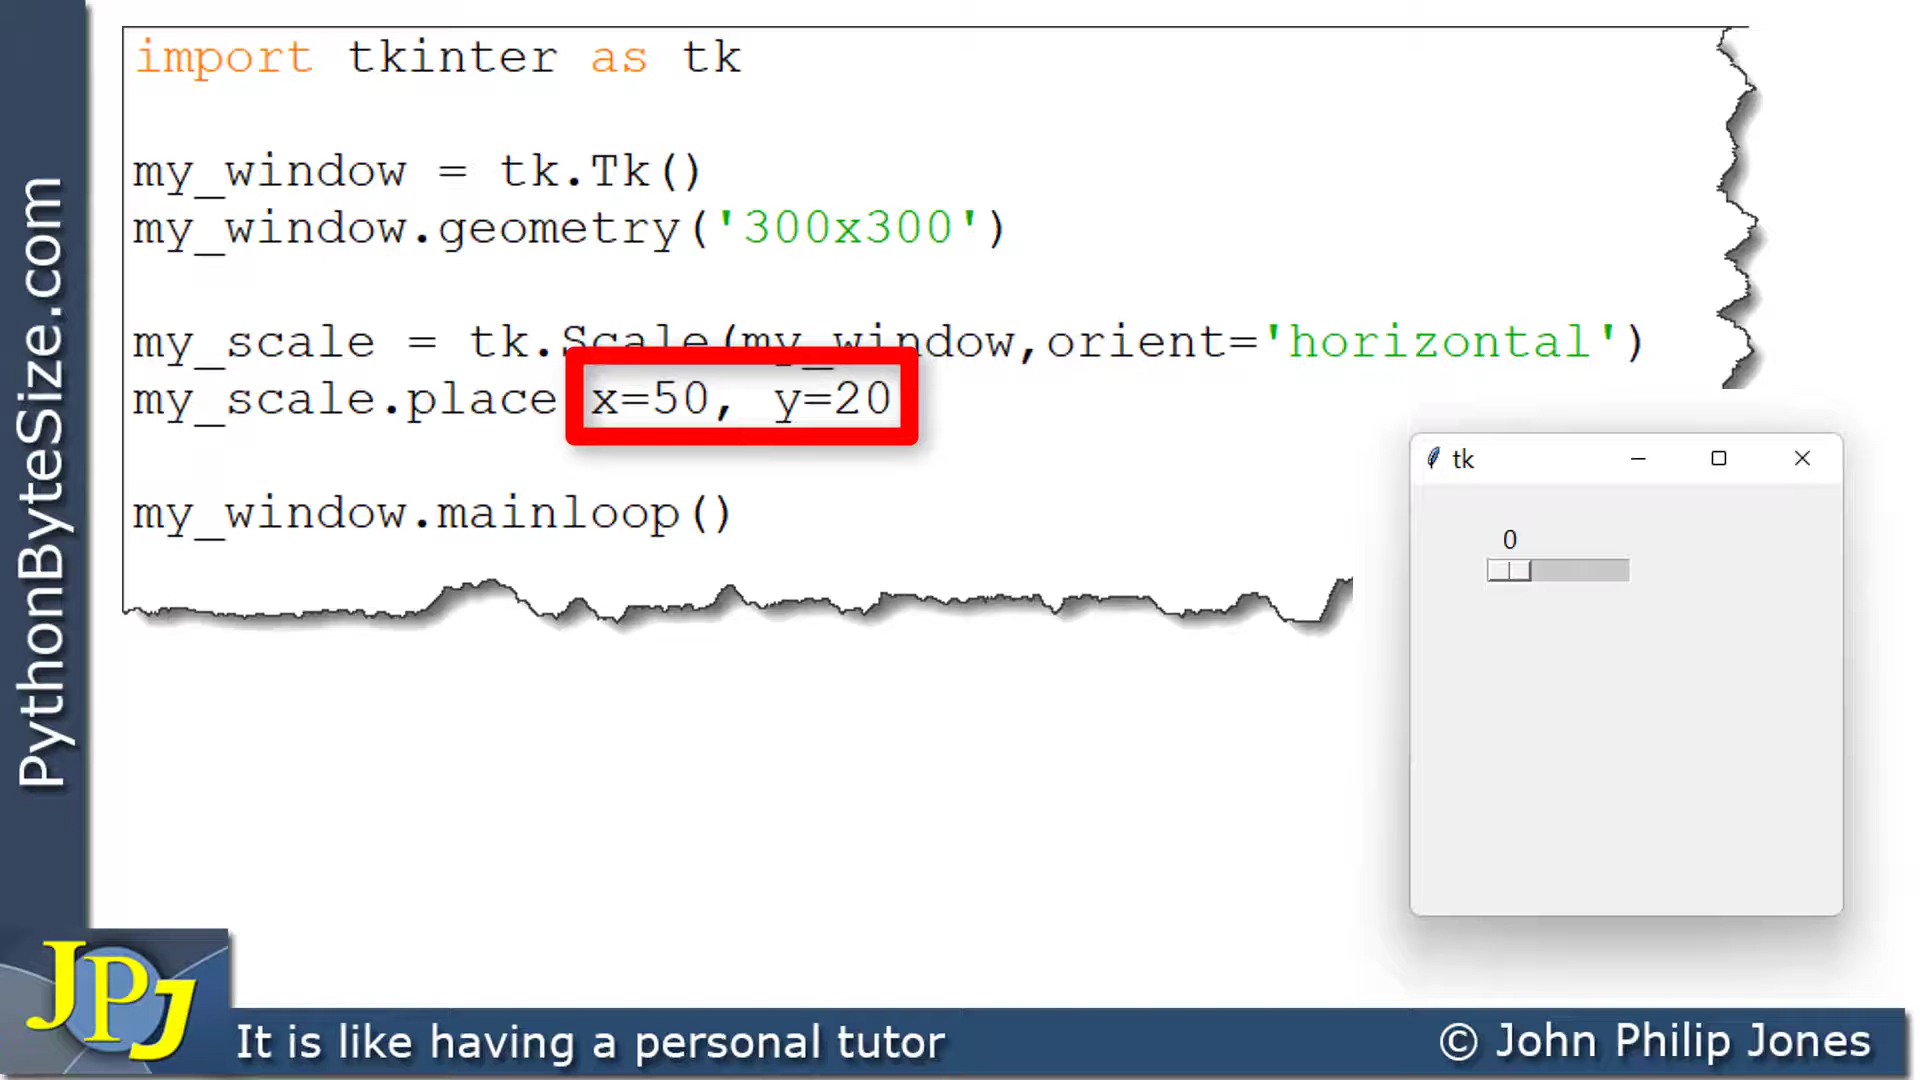 import tkinter as tk
my_window = tk.Tk()
my_window.geometry('300x300')
my_scale = tk.Scale(my_window,orient='horizontal')
my_scale.place x=50, y=20
my_window.mainloop()
tk
0
PythonByteSize.com
JPJ
It is like having a personal tutor
© John Philip Jones